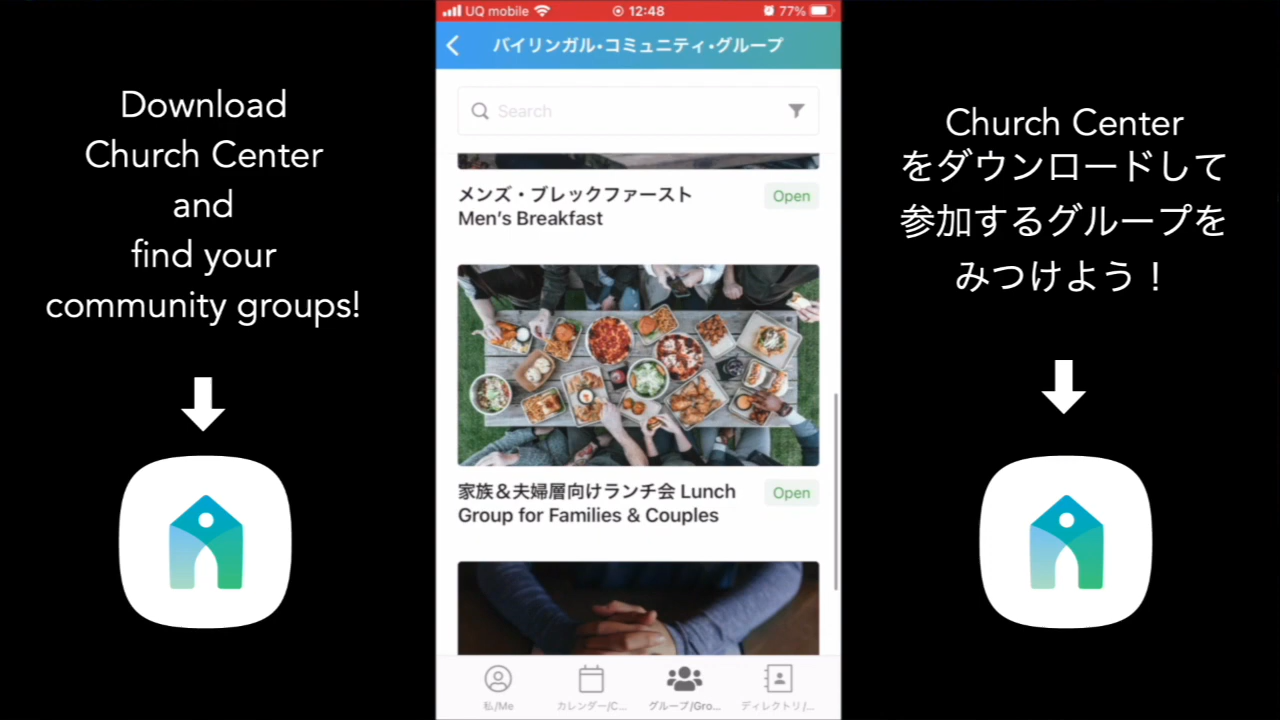 Download
Church Center
and
find your
community groups!
UQ mobile
12:48
77%
バイリンガル•コミュニティ•グループ
Search
メンズ・ブレックファースト
Men's Breakfast
Open
家族＆夫婦層向けランチ会 Lunch
Group for Families & Couples
Open
私/Me
カレンダー/C...
グループ/Gro...
ディレクトリ/...
Church Center
をダウンロードして
参加するグループを
みつけよう！